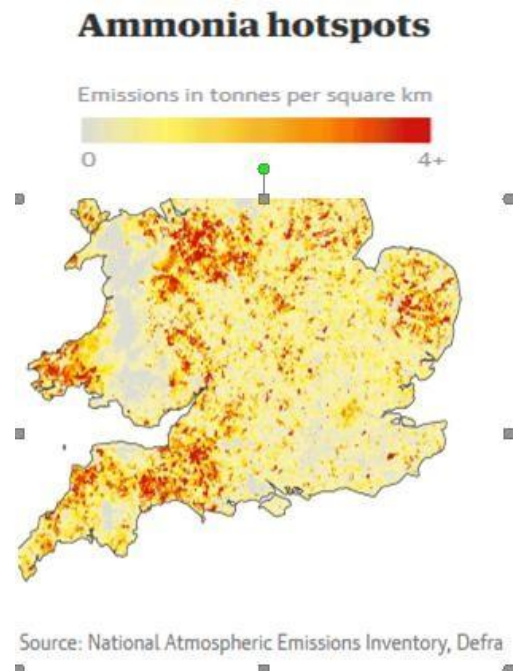 Ammonia hotspots
Emissions in tonnes per square km
0 4+
Source: National Atmospheric Emissions Inventory, Defra